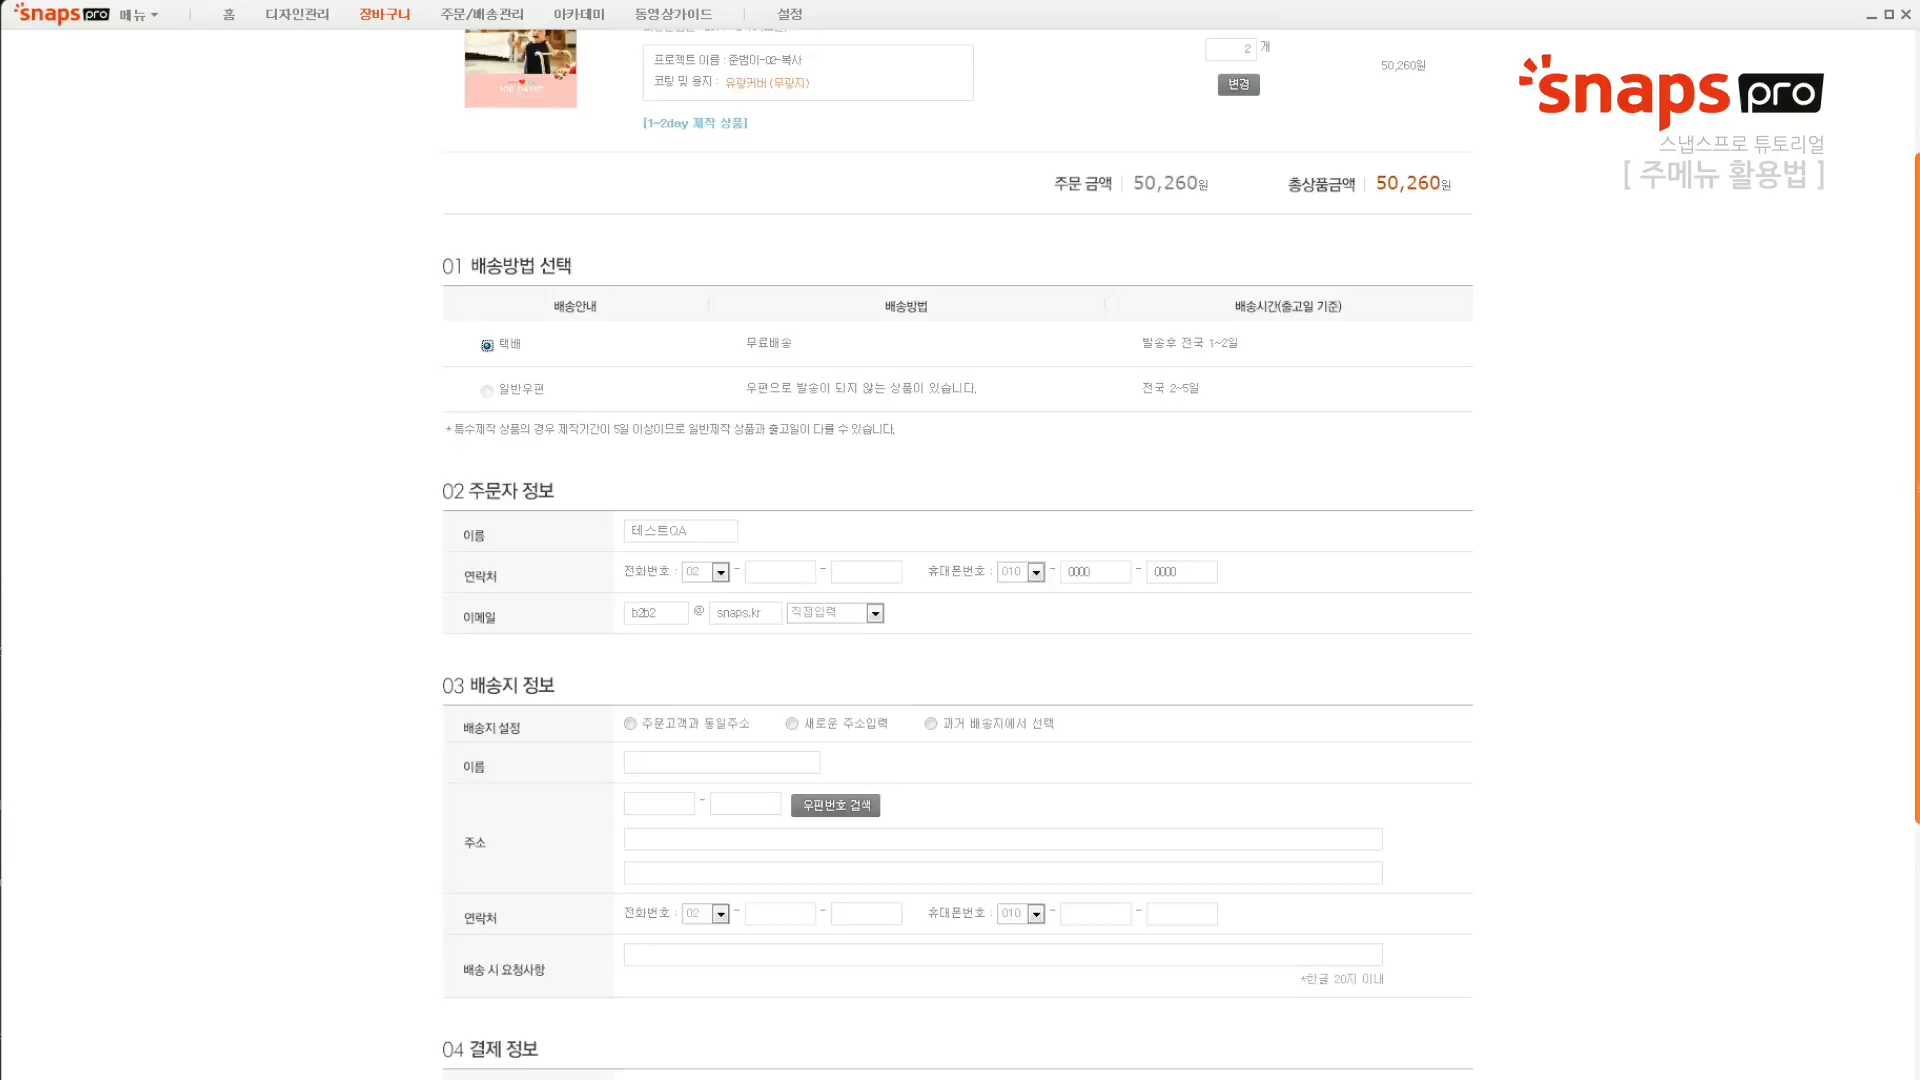 snaps pro 메뉴 홈 디자인관리 장바구니 주문/배송관리 아카데미 동영상가이드 설정
프로젝트 이름 : 준범이-02-복사
코팅 및 용지 : 유광커버 (무광지)
[1~2day 제작 상품]
2 개
변경
50,260원
snaps pro
스냅스프로 튜토리얼
[ 주메뉴 활용법 ]
주문 금액 50,260원 총상품금액 50,260원
01 배송방법 선택
배송안내 배송방법 배송시간(출고일 기준)
택배 무료배송 발송후 전국 1~2일
일반우편 우편으로 발송이 되지 않는 상품이 있습니다. 전국 2~5일
* 특수제작 상품의 경우 제작기간이 5일 이상이므로 일반제작 상품과 출고일이 다를 수 있습니다.
02 주문자 정보
이름 테스트QA
연락처 전화번호 : 02 - - 휴대폰번호 : 010 - 0000 - 0000
이메일 b2b2 @ snaps.kr 직접입력
03 배송지 정보
배송지 설정 주문고객과 동일주소 새로운 주소입력 과거 배송지에서 선택
이름
- 우편번호 검색
주소
연락처 전화번호 : 02 - - 휴대폰번호 : 010 - -
배송 시 요청사항
*한글 20자 이내
04 결제 정보